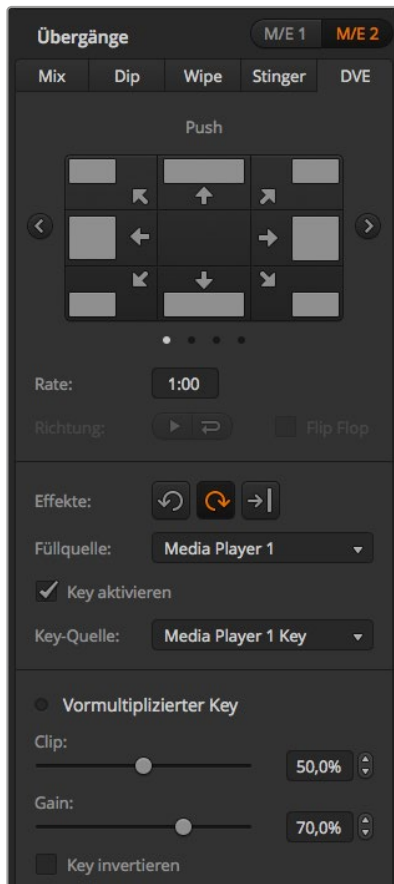 Übergänge M/E 1 M/E 2
Mix Dip Wipe Stinger DVE
Push
Rate: 1:00
Richtung: Flip Flop
Effekte:
Füllquelle: Media Player 1
Key aktivieren
Key-Quelle: Media Player 1 Key
Vormultiplizierter Key
Clip:
50,0%
Gain:
70,0%
Key invertieren